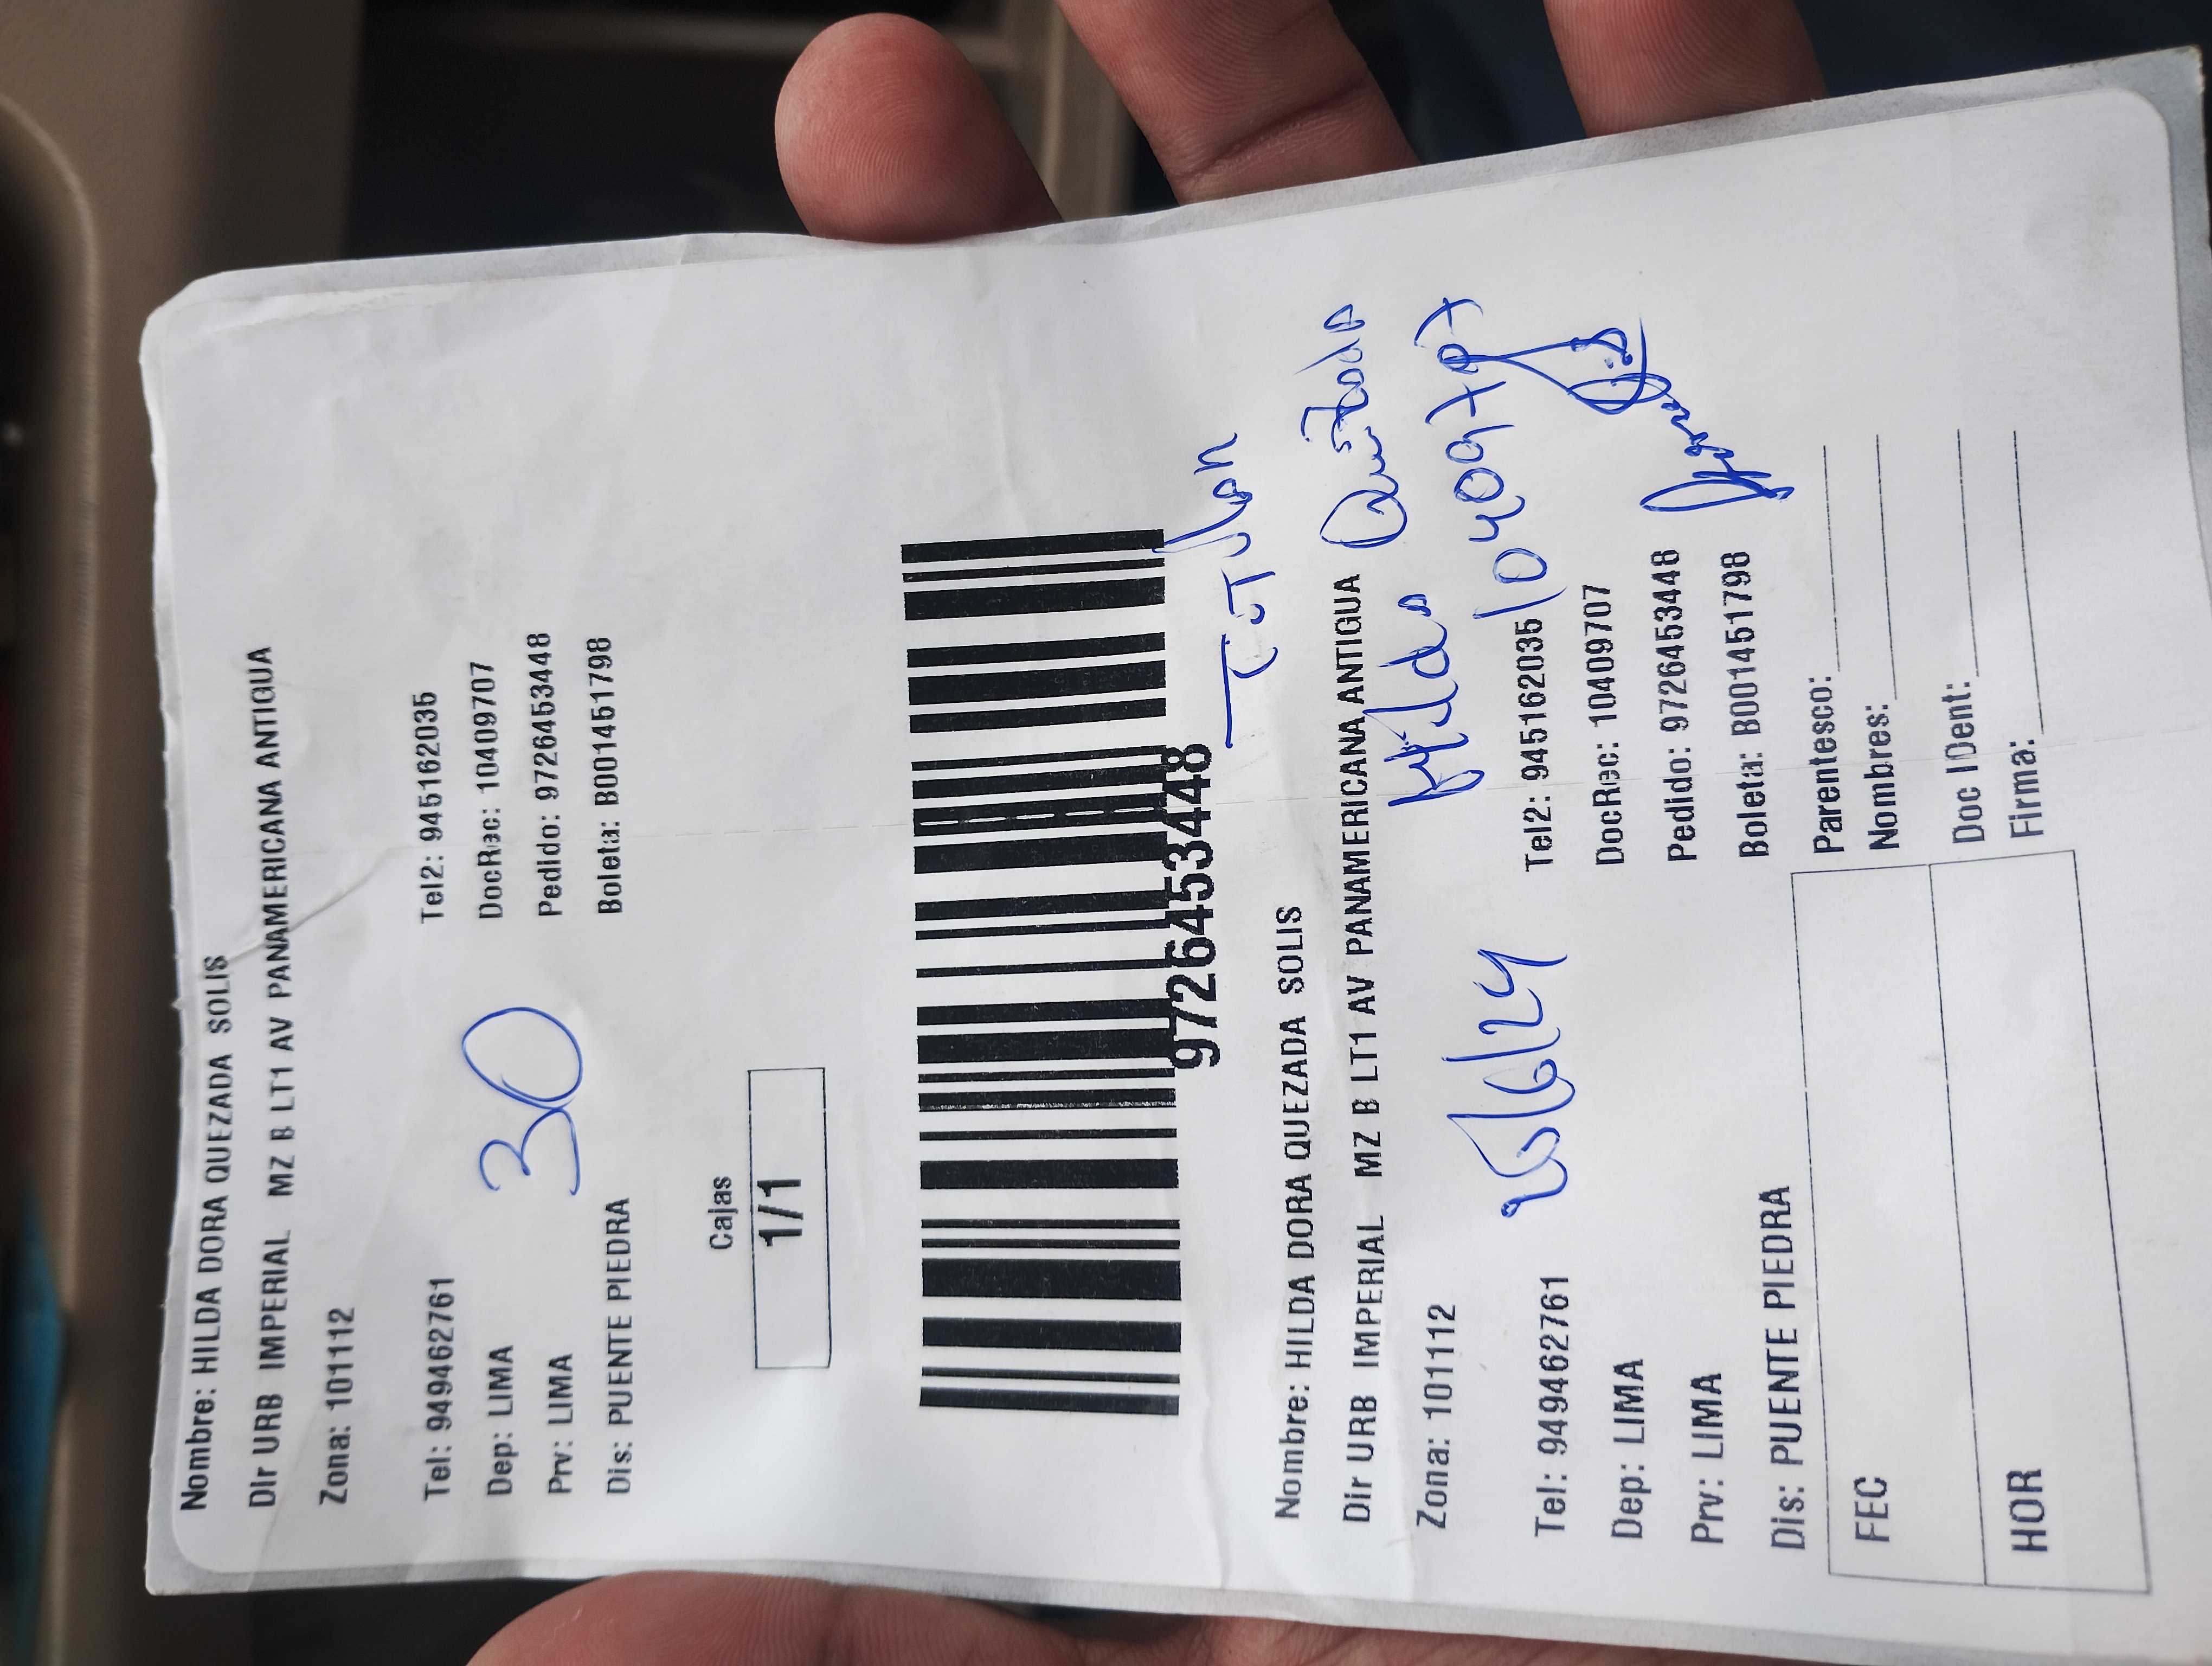 Nombre: HILDA DORA QUEZADA SOLIS
Dir URB IMPERIAL MZ B LT1 AV PANAMERICANA ANTIGUA
Zona: 101112
Tel: 949462761 Tel2: 945162035
Dep: LIMA 30 DocRec: 10409707
Prv: LIMA Pedido: 9726453448
Dis: PUENTE PIEDRA Boleta: B001451798
Cajas
1/1
9726453448
Nombre: HILDA DORA QUEZADA SOLIS
Dir URB IMPERIAL MZ B LT1 AV PANAMERICANA ANTIGUA
Hilda
Zona: 101112
10409707
Tel: 949462761 Tel2: 945162035
Dep: LIMA DocRec: 10409707
Prv: LIMA Pedido: 9726453448
Dis: PUENTE PIEDRA Boleta: B001451798
FEC Parentesco:
Nombres:
HOR Doc IDent:
Firma: